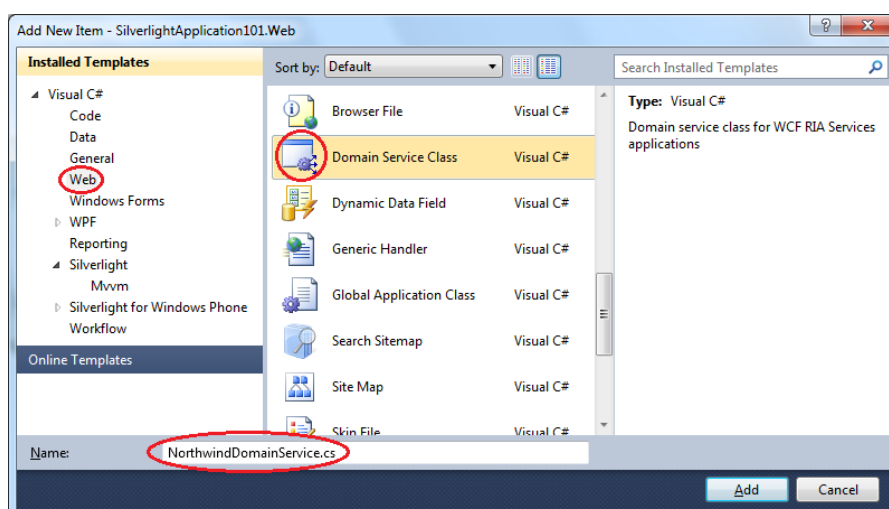 Add New Item - SilverlightApplication101.Web
Installed Templates
Visual C#
Code
Data
General
Web
Windows Forms
WPF
Reporting
Silverlight
Mvvm
Silverlight for Windows Phone
Workflow
Online Templates
Sort by: Default
Browser File Visual C#
Domain Service Class Visual C#
Dynamic Data Field Visual C#
Generic Handler Visual C#
Global Application Class Visual C#
Search Sitemap Visual C#
Site Map Visual C#
Skin File Visual C#
Search Installed Templates
Type: Visual C#
Domain service class for WCF RIA Services
applications
Name: NorthwindDomainService.cs
Add Cancel